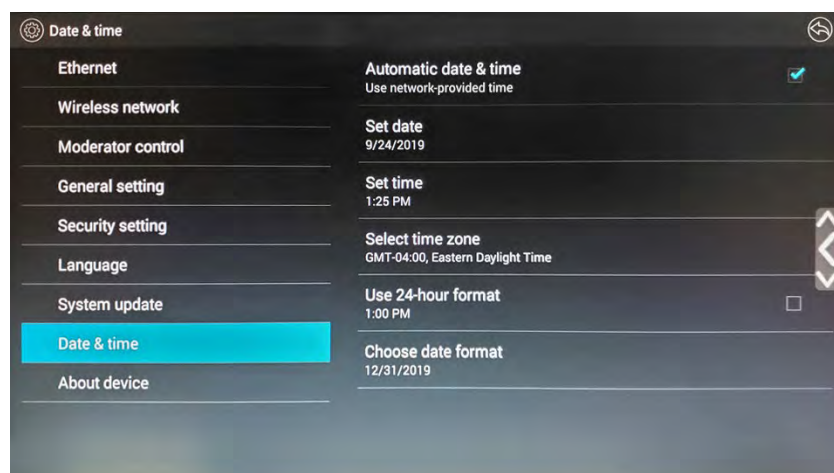 Date & time
Ethernet
Wireless network
Moderator control
General setting
Security setting
Language
System update
Date & time
About device
Automatic date & time
Use network-provided time
Set date
9/24/2019
Set time
1:25 PM
Select time zone
GMT-04:00, Eastern Daylight Time
Use 24-hour format
1:00 PM
Choose date format
12/31/2019